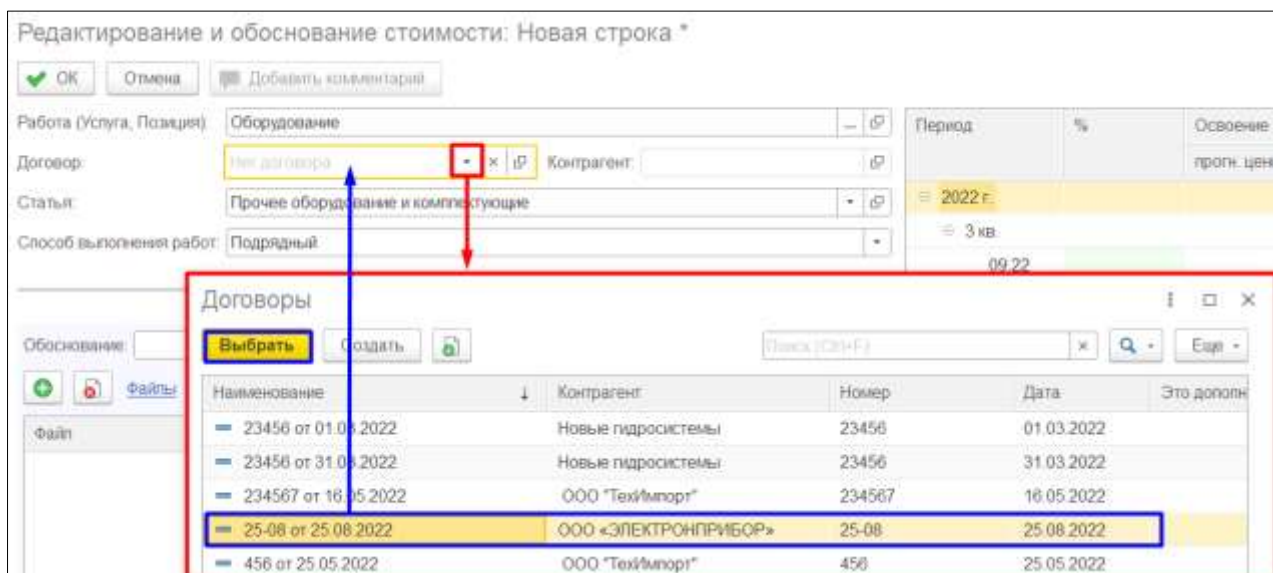 Редактирование и обоснование стоимости: Новая строка *
ОК Отмена Добавить комментарий
Работа (Услуга, Позиция): Оборудование ... Период % Освоение
Договор: Нет договора Контрагент: прогн. цен
Статья: Прочее оборудование и комплектующие 2022 г.
Способ выполнения работ: Подрядный 3 кв.
09.22
Договоры
Обоснование: Выбрать Создать Поиск (Ctrl+F) Еще
Файлы Наименование Контрагент Номер Дата Это дополн
Файл 23456 от 01.03.2022 Новые гидросистемы 23456 01.03.2022
23456 от 31.03.2022 Новые гидросистемы 23456 31.03.2022
234567 от 16.05.2022 ООО "ТехИмпорт" 234567 16.05.2022
25-08 от 25.08.2022 ООО «ЭЛЕКТРОНПРИБОР» 25-08 25.08.2022
456 от 25.05.2022 ООО "ТехИмпорт" 456 25.05.2022